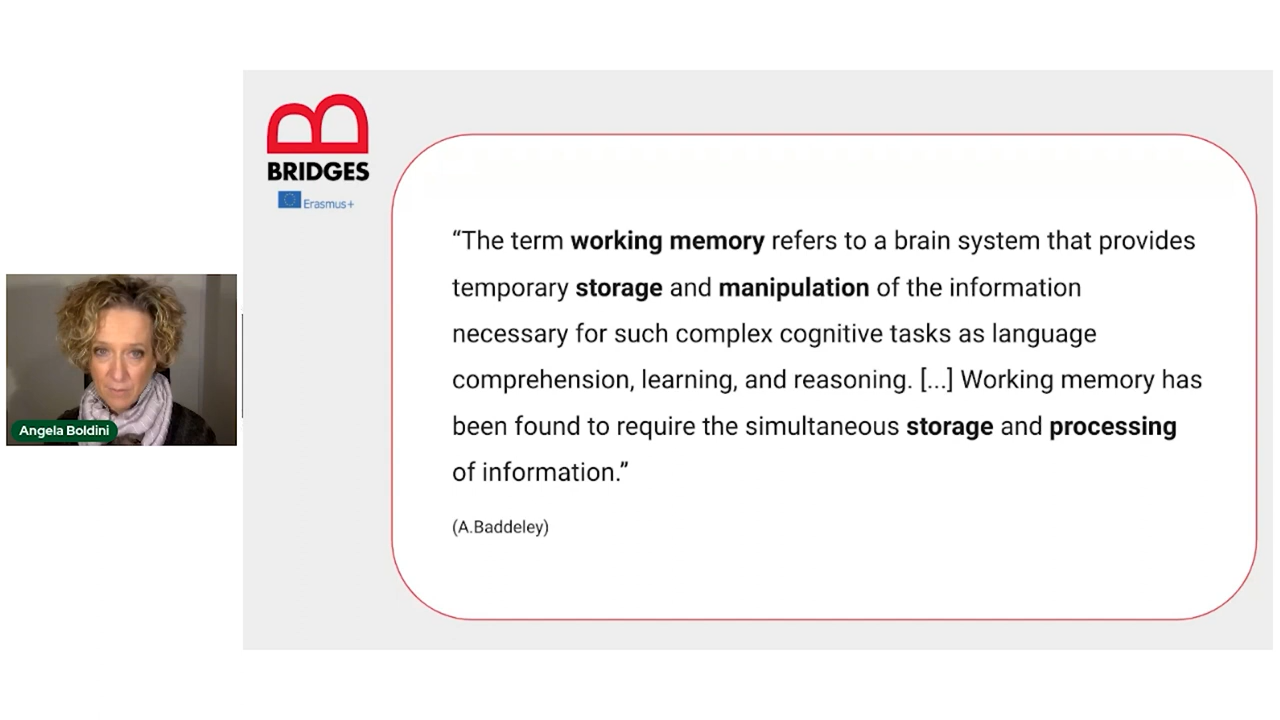 BRIDGES
Erasmus+
“The term working memory refers to a brain system that provides
temporary storage and manipulation of the information
necessary for such complex cognitive tasks as language
comprehension, learning, and reasoning. [...] Working memory has
been found to require the simultaneous storage and processing
of information.”
(A.Baddeley)
Angela Boldini